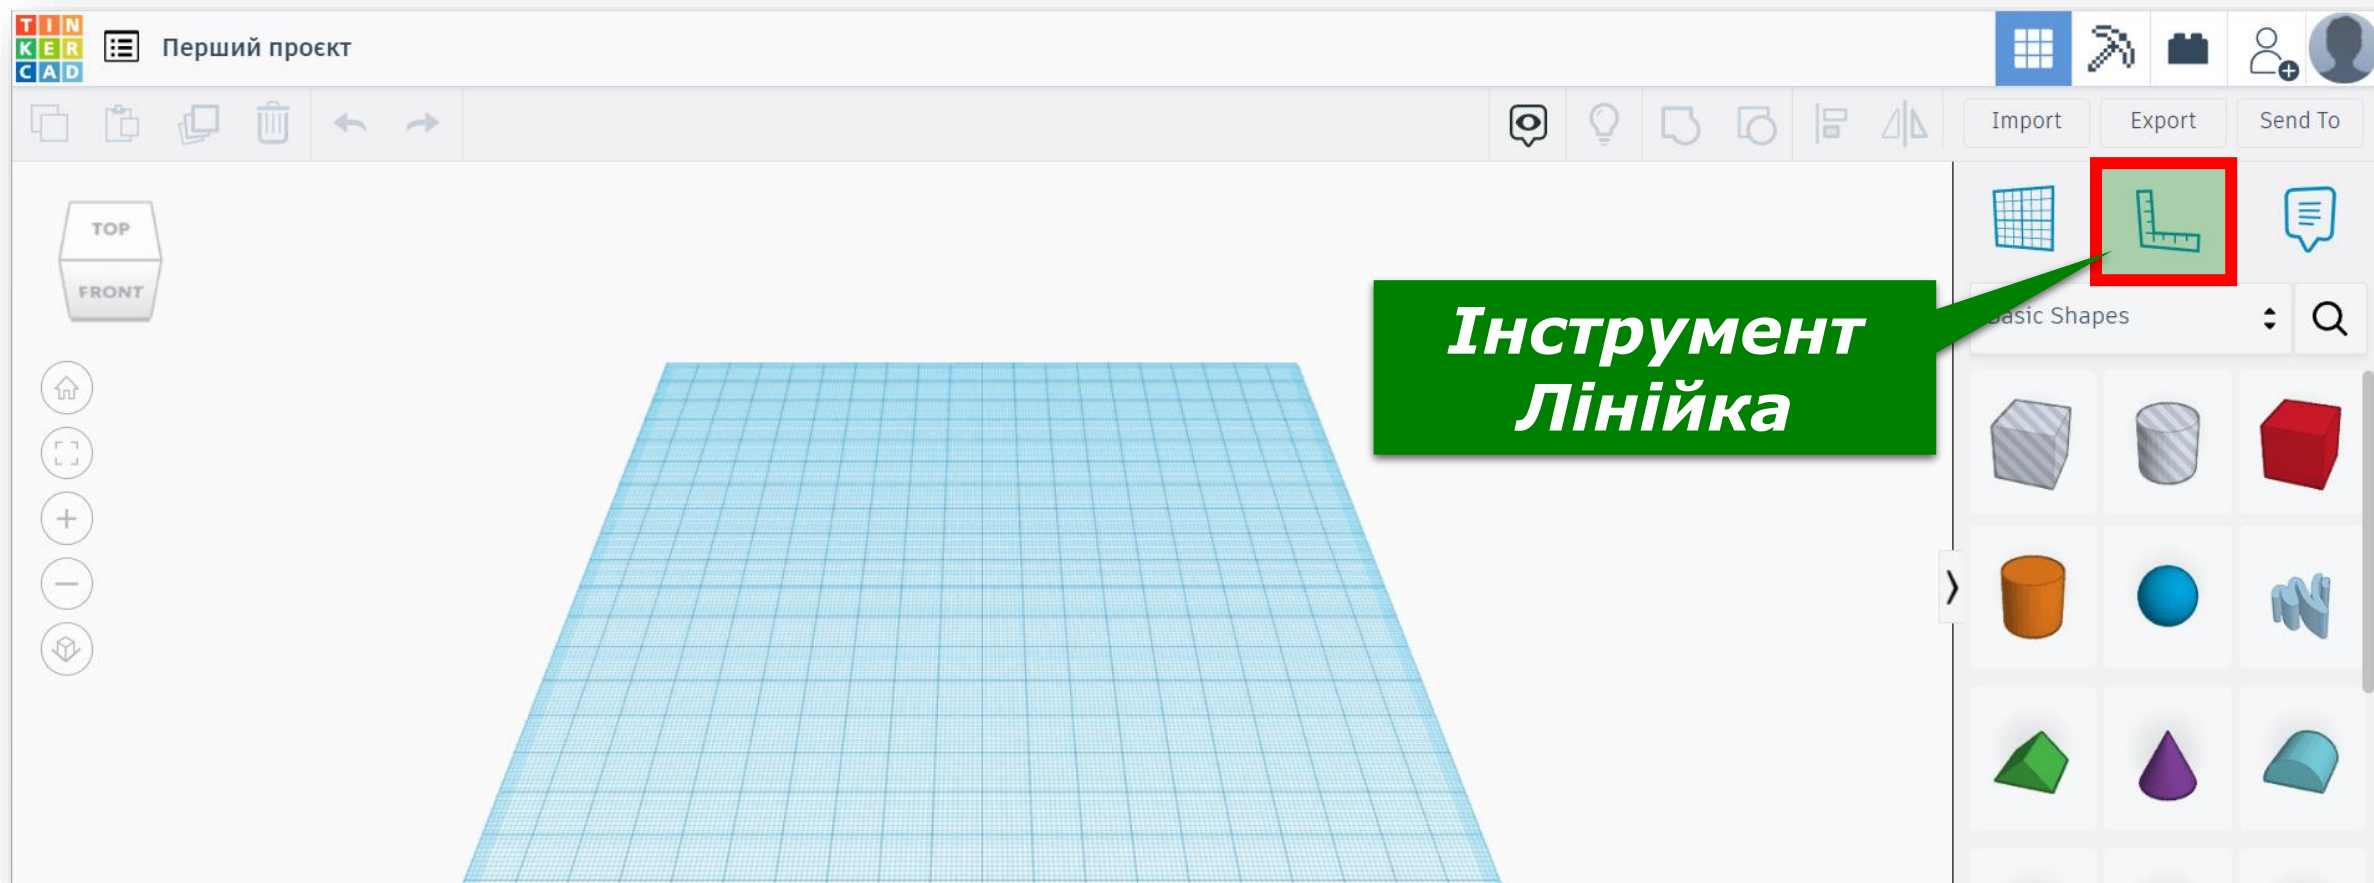 TIN
KER
CAD
Перший проєкт
Import
Export
Send To
TOP
FRONT
Інструмент
Лінійка
asic Shapes